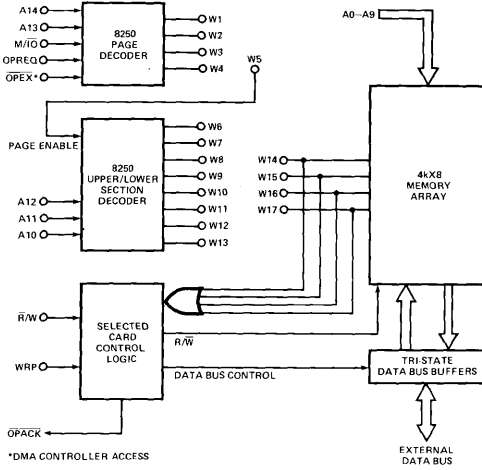 A14
A13
M/I̅O̅
OPREQ
O̅P̅E̅X̅*
8250
PAGE
DECODER
W1
W2
W3
W4
W5
A0–A9
PAGE ENABLE
A12
A11
A10
8250
UPPER/LOWER
SECTION
DECODER
W6
W7
W8
W9
W10
W11
W12
W13
W14
W15
W16
W17
4kX8
MEMORY
ARRAY
R̅/W
WRP
SELECTED
CARD
CONTROL
LOGIC
R/W̅
DATA BUS CONTROL
TRI-STATE
DATA BUS BUFFERS
O̅P̅A̅C̅K̅
*DMA CONTROLLER ACCESS
EXTERNAL
DATA BUS